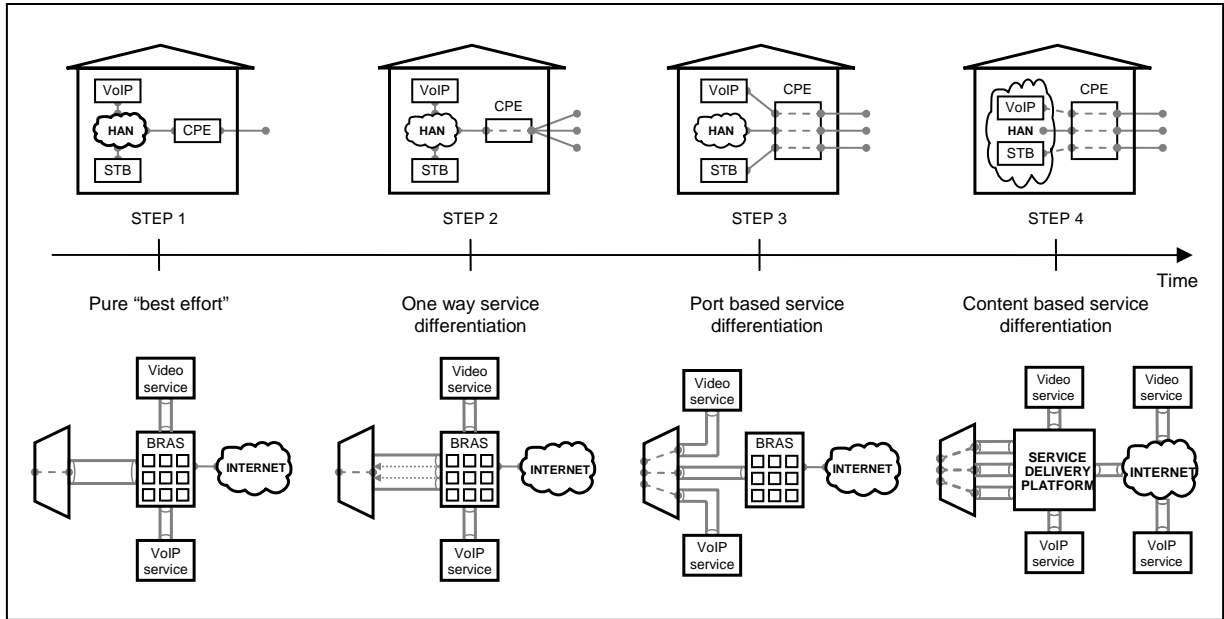 VoIP
HAN
CPE
STB
VoIP
CPE
HAN
STB
VoIP
CPE
HAN
STB
VoIP
CPE
HAN
STB
STEP 1
STEP 2
STEP 3
STEP 4
Time
Pure “best effort”
One way service
differentiation
Port based service
differentiation
Content based service
differentiation
Video
service
BRAS
INTERNET
VoIP
service
Video
service
BRAS
INTERNET
VoIP
service
Video
service
BRAS
INTERNET
VoIP
service
Video
service
Video
service
SERVICE
DELIVERY
PLATFORM
INTERNET
VoIP
service
VoIP
service